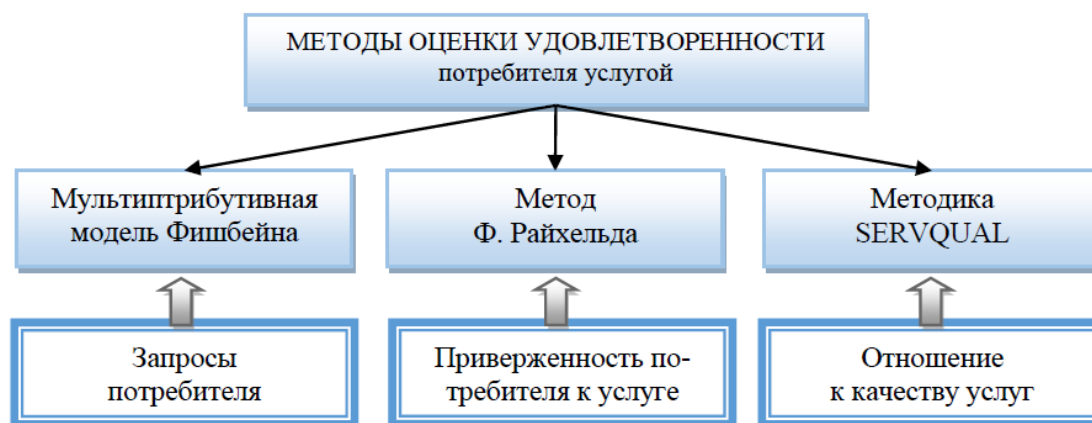 МЕТОДЫ ОЦЕНКИ УДОВЛЕТВОРЕННОСТИ
потребителя услугой
Мультиптрибутивная
модель Фишбейна
Метод
Ф. Райхельда
Методика
SERVQUAL
Запросы
потребителя
Приверженность по-
требителя к услуге
Отношение
к качеству услуг